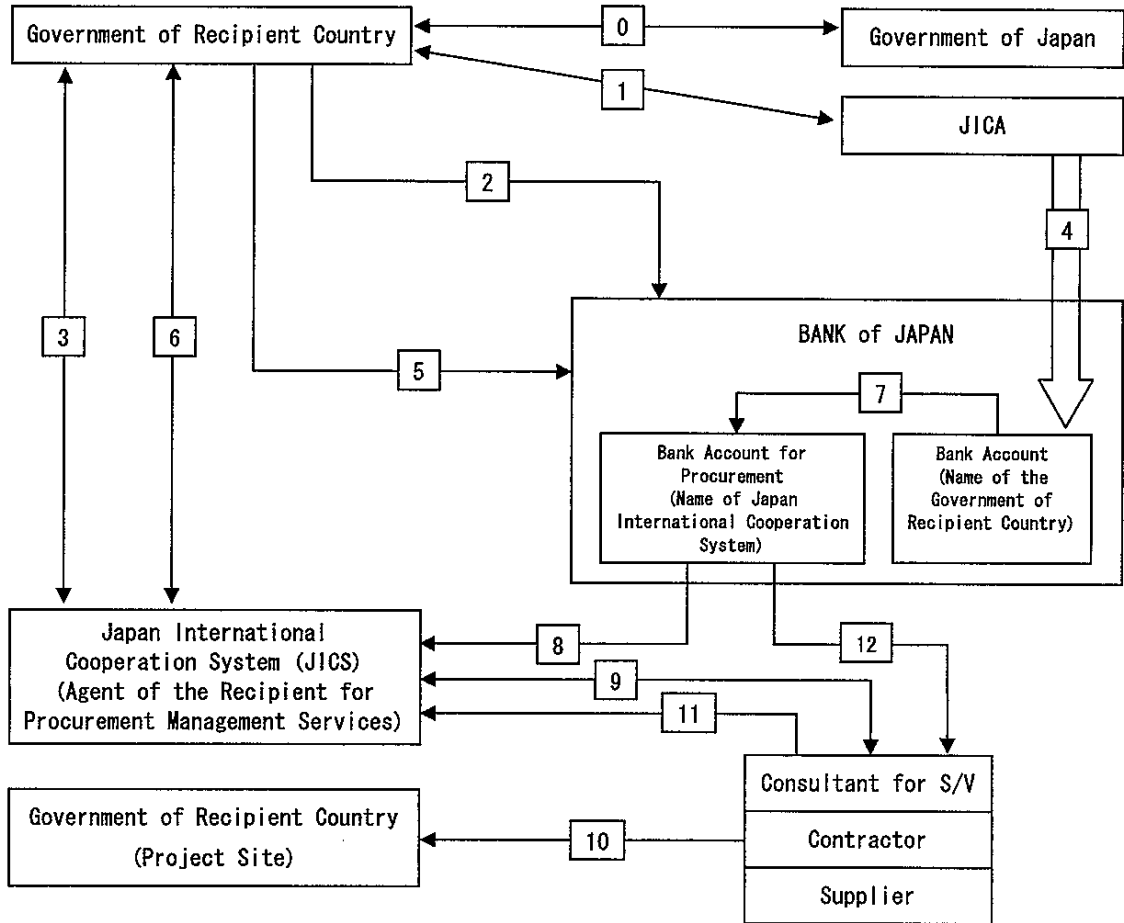 Government of Recipient Country
0
Government of Japan
1
JICA
2
4
3
6
BANK of JAPAN
5
7
Bank Account for
Procurement
(Name of Japan
International Cooperation
System)
Bank Account
(Name of the
Government of
Recipient Country)
Japan International
Cooperation System (JICS)
(Agent of the Recipient for
Procurement Management Services)
8
12
9
11
Consultant for S/V
Government of Recipient Country
(Project Site)
10
Contractor
Supplier